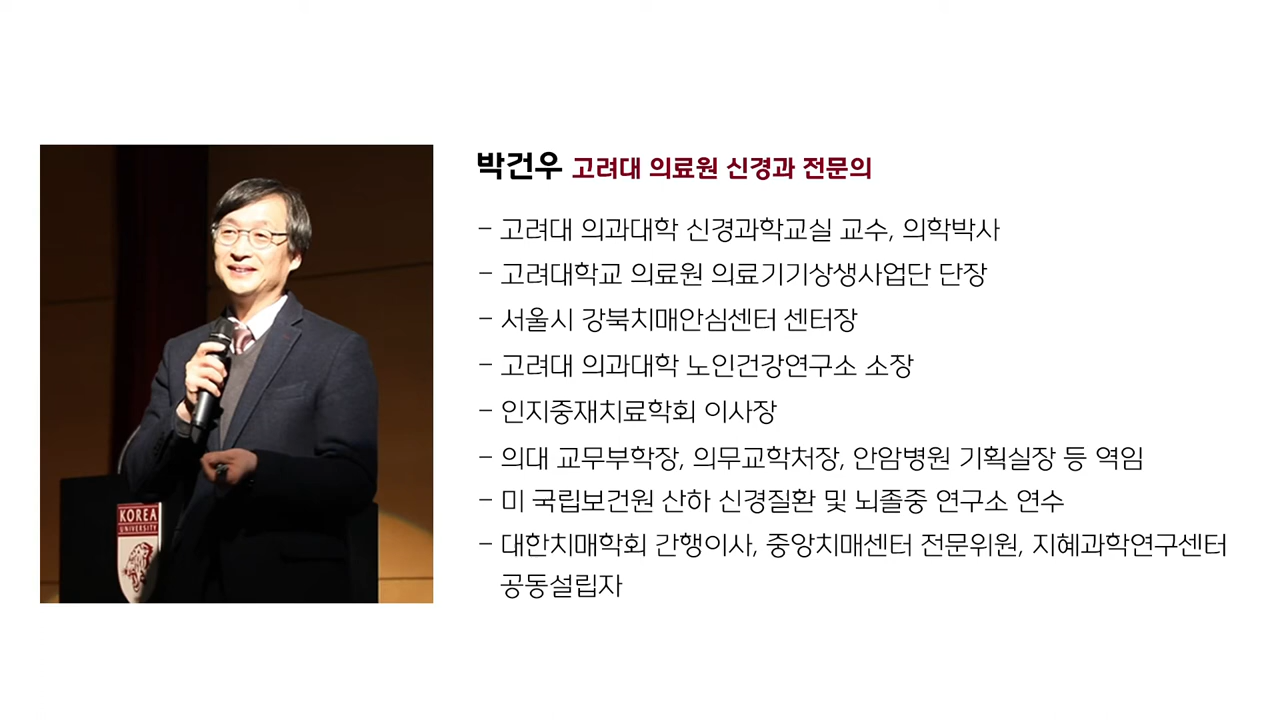 박건우 고려대 의료원 신경과 전문의
- 고려대 의과대학 신경과학교실 교수, 의학박사
- 고려대학교 의료원 의료기기상생사업단 단장
- 서울시 강북치매안심센터 센터장
- 고려대 의과대학 노인건강연구소 소장
- 인지중재치료학회 이사장
- 의대 교무부학장, 의무교학처장, 안암병원 기획실장 등 역임
- 미 국립보건원 산하 신경질환 및 뇌졸중 연구소 연수
- 대한치매학회 간행이사, 중앙치매센터 전문위원, 지혜과학연구센터
공동설립자
KOREA
UNIVERSITY